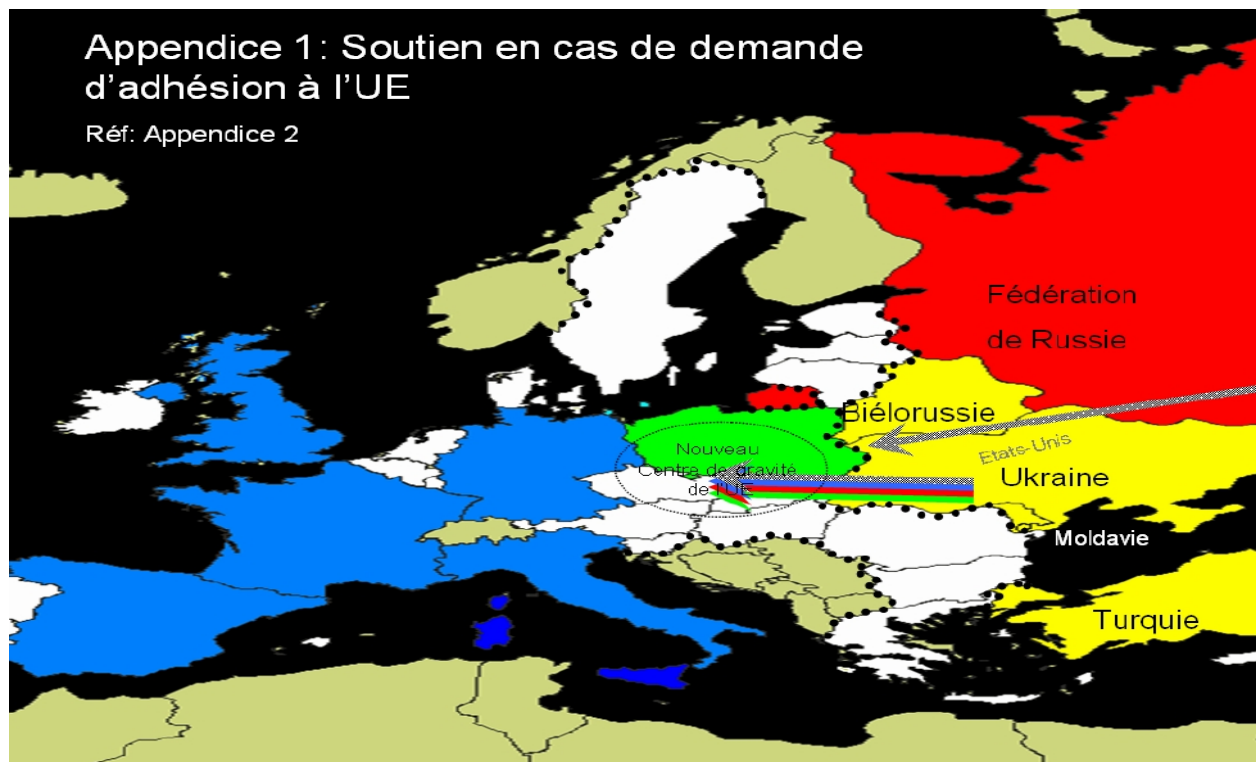 Appendice 1: Soutien en cas de demande
d'adhésion à l'UE
Réf: Appendice 2
Fédération
de Russie
Biélorussie
Etats-Unis
Nouveau
Centre de gravité
de l'UE
Ukraine
Moldavie
Turquie